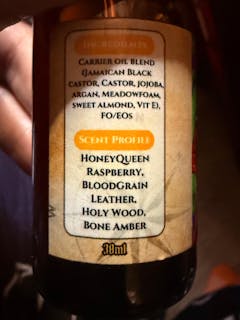 Ingredients
Carrier oil Blend
(Jamaican Black
castor, Castor, jojoba,
argan, Meadowfoam,
sweet almond, Vit E),
FO/EOs
Scent Profile
HoneyQueen
Raspberry,
BloodGrain
Leather,
Holy Wood,
Bone Amber
30ml